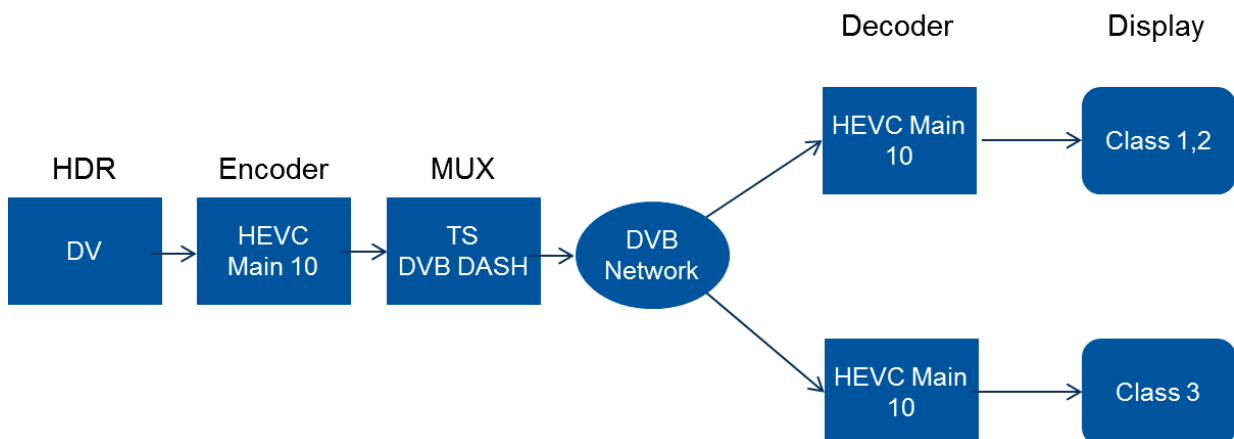 Decoder
Display
HEVC Main
10
Class 1,2
HDR
Encoder
MUX
DV
HEVC
Main 10
TS
DVB DASH
DVB
Network
HEVC Main
10
Class 3